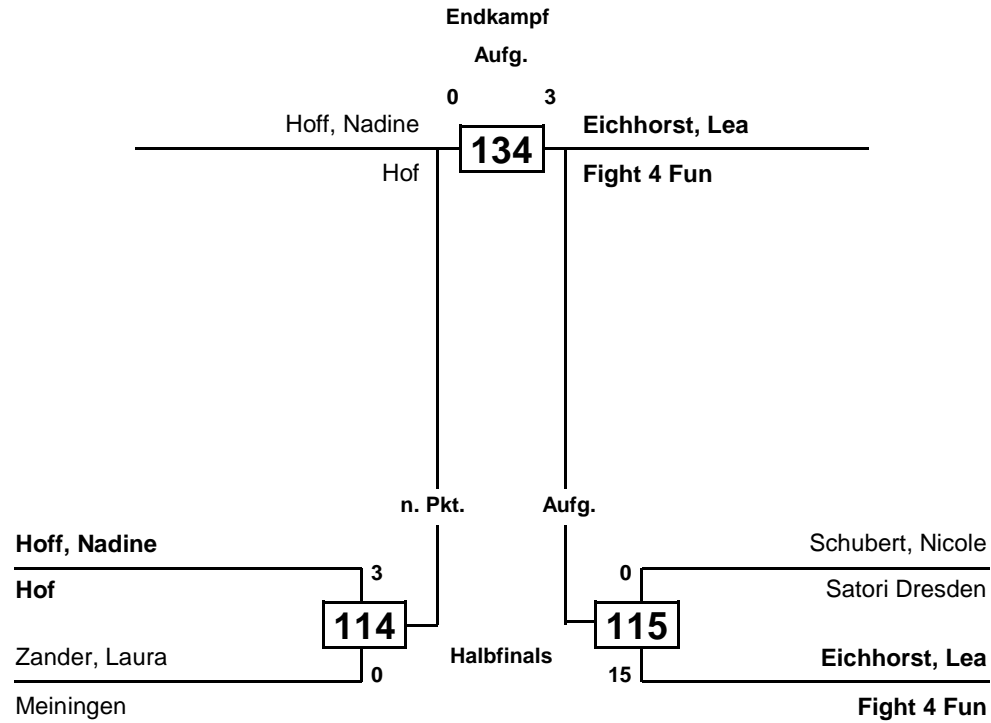 Endkampf
Aufg.
0 3
Hoff, Nadine Eichhorst, Lea
134
Hof Fight 4 Fun
n. Pkt. Aufg.
Hoff, Nadine Schubert, Nicole
3 0
Hof Satori Dresden
114 115
Zander, Laura Halbfinals Eichhorst, Lea
0 15
Meiningen Fight 4 Fun